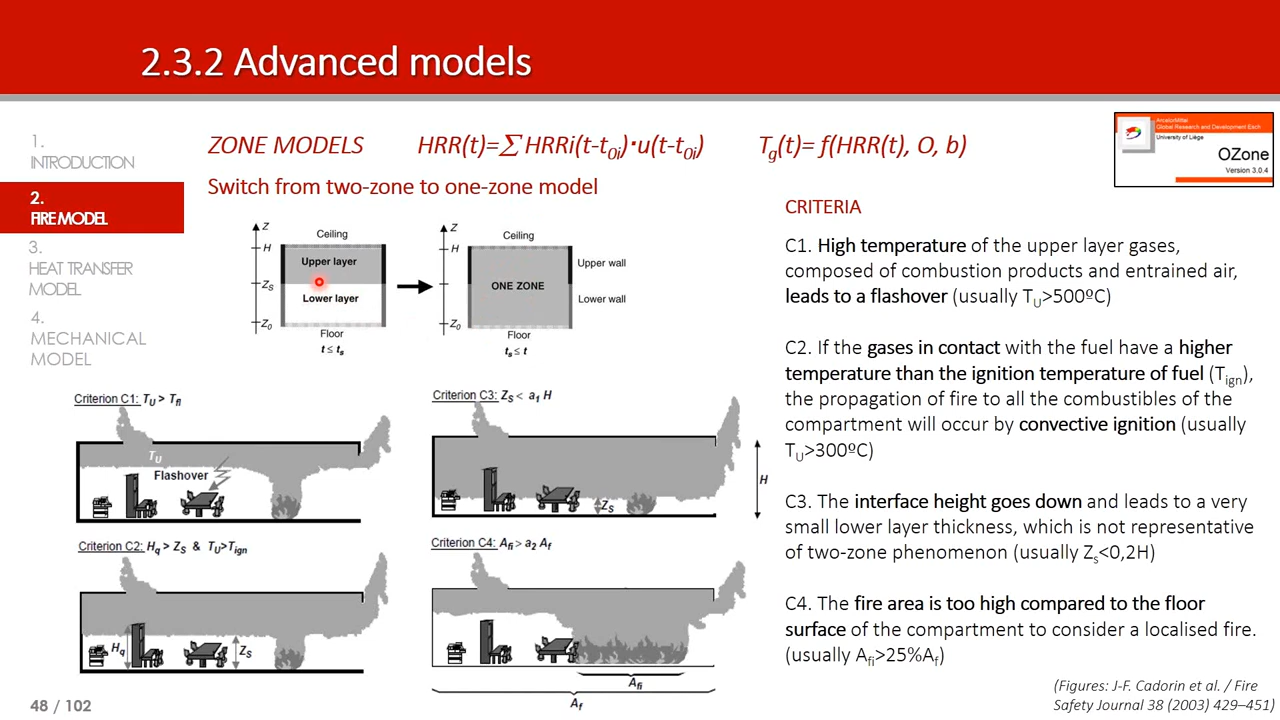 2.3.2 Advanced models
1.
INTRODUCTION
2.
FIRE MODEL
3.
HEAT TRANSFER
MODEL
4.
MECHANICAL
MODEL
ZONE MODELS HRR(t)=∑HRRi(t-t0i)·u(t-t0i) Tg(t)= f(HRR(t), O, b)
Switch from two-zone to one-zone model
ArcelorMittal
Global Research and Development Esch
University of Liège
OZone
Version 3.0.4
Z
H
Ceiling
Upper layer
ZS
Lower layer
Z0
Floor
t ≤ ts
Z
H
Ceiling
Upper wall
ONE ZONE
Lower wall
Z0
Floor
ts ≤ t
Criterion C1: TU > Tfl
TU
Flashover
Criterion C3: ZS < a1 H
H
ZS
Criterion C2: Hq > ZS & TU>Tign
Hq
ZS
Criterion C4: Afi > a2 Af
Afi
Af
CRITERIA
C1. High temperature of the upper layer gases,
composed of combustion products and entrained air,
leads to a flashover (usually TU>500ºC)
C2. If the gases in contact with the fuel have a higher
temperature than the ignition temperature of fuel (Tign),
the propagation of fire to all the combustibles of the
compartment will occur by convective ignition (usually
TU>300ºC)
C3. The interface height goes down and leads to a very
small lower layer thickness, which is not representative
of two-zone phenomenon (usually Zs<0,2H)
C4. The fire area is too high compared to the floor
surface of the compartment to consider a localised fire.
(usually Afi>25%Af)
(Figures: J-F. Cadorin et al. / Fire
Safety Journal 38 (2003) 429–451)
48 / 102